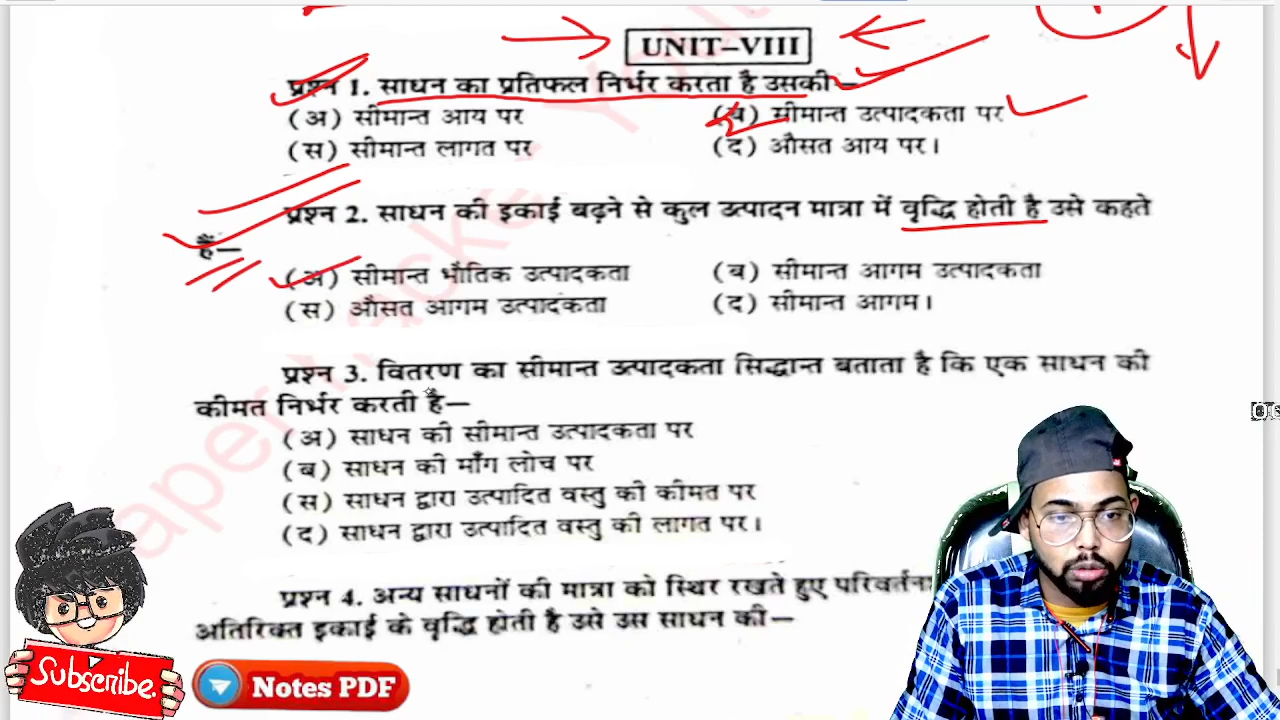 UNIT–VIII
प्रश्न 1. साधन का प्रतिफल निर्भर करता है उसकी–
(अ) सीमान्त आय पर (ब) सीमान्त उत्पादकता पर
(स) सीमान्त लागत पर (द) औसत आय पर।
प्रश्न 2. साधन की इकाई बढ़ने से कुल उत्पादन मात्रा में वृद्धि होती है उसे कहते
हैं—
(अ) सीमान्त भौतिक उत्पादकता (ब) सीमान्त आगम उत्पादकता
(स) औसत आगम उत्पादकता (द) सीमान्त आगम।
प्रश्न 3. वितरण का सीमान्त उत्पादकता सिद्धान्त बताता है कि एक साधन की
कीमत निर्भर करती है—
(अ) साधन की सीमान्त उत्पादकता पर
(ब) साधन की माँग लोच पर
(स) साधन द्वारा उत्पादित वस्तु की कीमत पर
(द) साधन द्वारा उत्पादित वस्तु की लागत पर।
प्रश्न 4. अन्य साधनों की मात्रा को स्थिर रखते हुए
अतिरिक्त इकाई के वृद्धि होती है उसे उस साधन की—
Subscribe.
Notes PDF